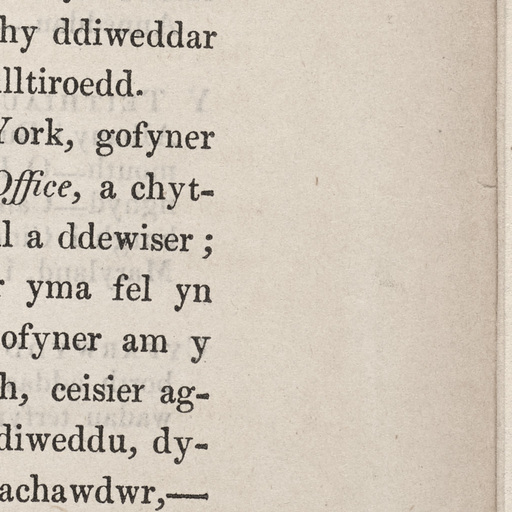 hy ddiweddar
lltiroedd.
York, gofyner
Office, a chyt-
l a ddewiser;
yma fel yn
ofyner am y
h, ceisier ag-
diweddu, dy-
achawdwr,—